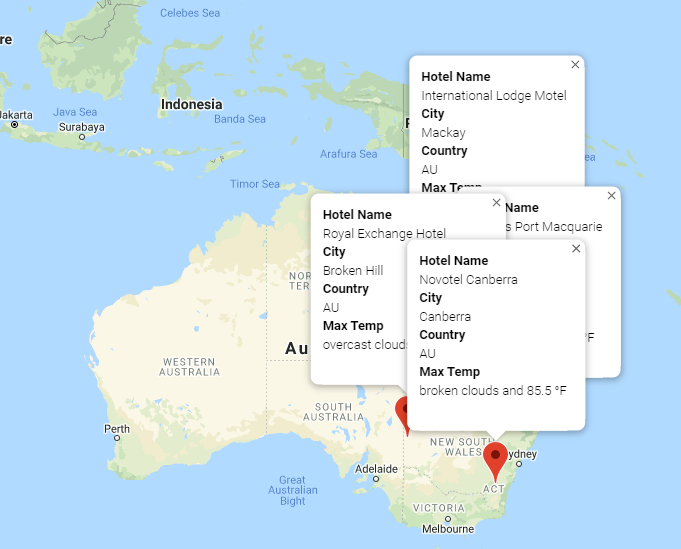 Celebes Sea
re
Indonesia
Jakarta
Java Sea
Surabaya
Banda Sea
Arafura Sea
Timor Sea
ea
Hotel Name
International Lodge Motel
City
Mackay
Country
AU
Max Temp
Name
s Port Macquarie
°F
Hotel Name
Royal Exchange Hotel
City
Broken Hill
Country
AU
Max Temp
overcast clouds
Hotel Name
Novotel Canberra
City
Canberra
Country
AU
Max Temp
broken clouds and 85.5 °F
NOR
TER
Au
WESTERN
AUSTRALIA
SOUTH
AUSTRALIA
Perth
NEW SOUTH
WALES
ydney
Adelaide
Great
Australian
Bight
ACT
VICTORIA
Melbourne